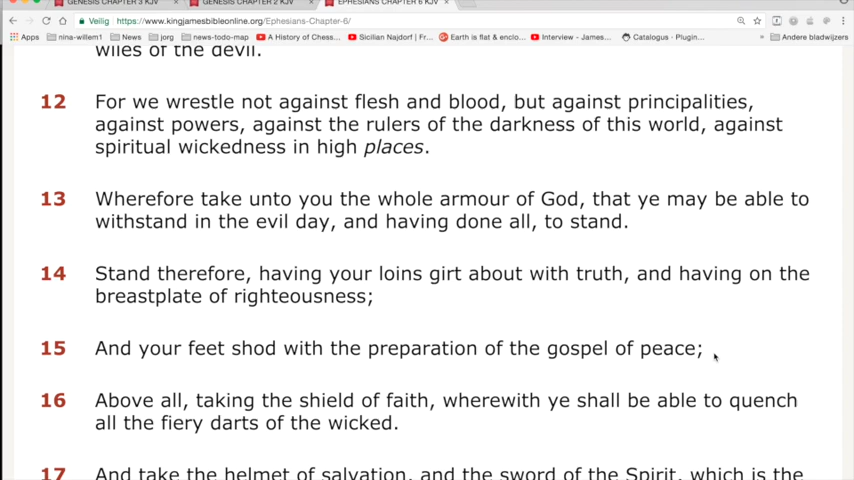 GENESIS CHAPTER 3 KJV × GENESIS CHAPTER 2 KJV × EPHESIANS CHAPTER 6 KJV ×
Veilig https://www.kingjamesbibleonline.org/Ephesians-Chapter-6/
Apps nina-willem1 News jorg news-todo-map A History of Chess... Sicilian Najdorf | Fr... Earth is flat & enclo... Interview - James... Catalogus - Plugin... » Andere bladwijzers
wiles of the devil.
12 For we wrestle not against flesh and blood, but against principalities,
against powers, against the rulers of the darkness of this world, against
spiritual wickedness in high places.
13 Wherefore take unto you the whole armour of God, that ye may be able to
withstand in the evil day, and having done all, to stand.
14 Stand therefore, having your loins girt about with truth, and having on the
breastplate of righteousness;
15 And your feet shod with the preparation of the gospel of peace;
16 Above all, taking the shield of faith, wherewith ye shall be able to quench
all the fiery darts of the wicked.
17 And take the helmet of salvation, and the sword of the Spirit, which is the